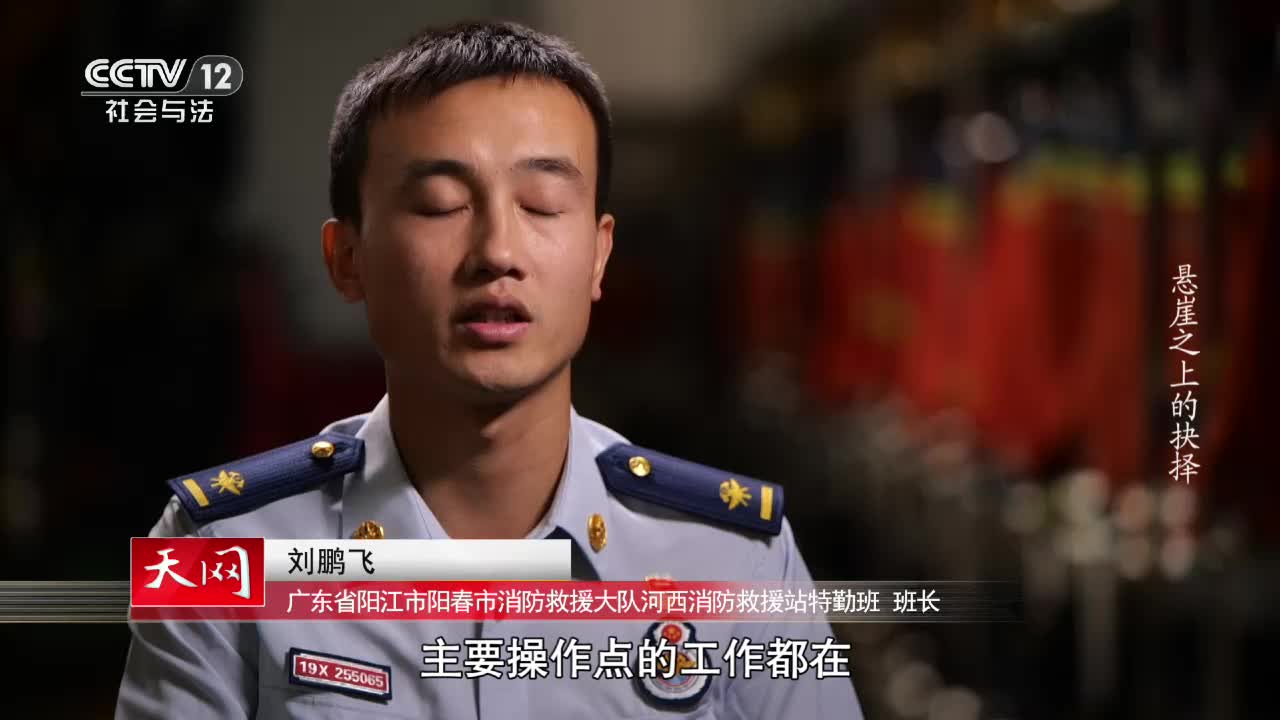 CCTV 12
社会与法
悬崖之上的抉择
天网
刘鹏飞
广东省阳江市阳春市消防救援大队河西消防救援站特勤班 班长
19X 255065
主要操作点的工作都在